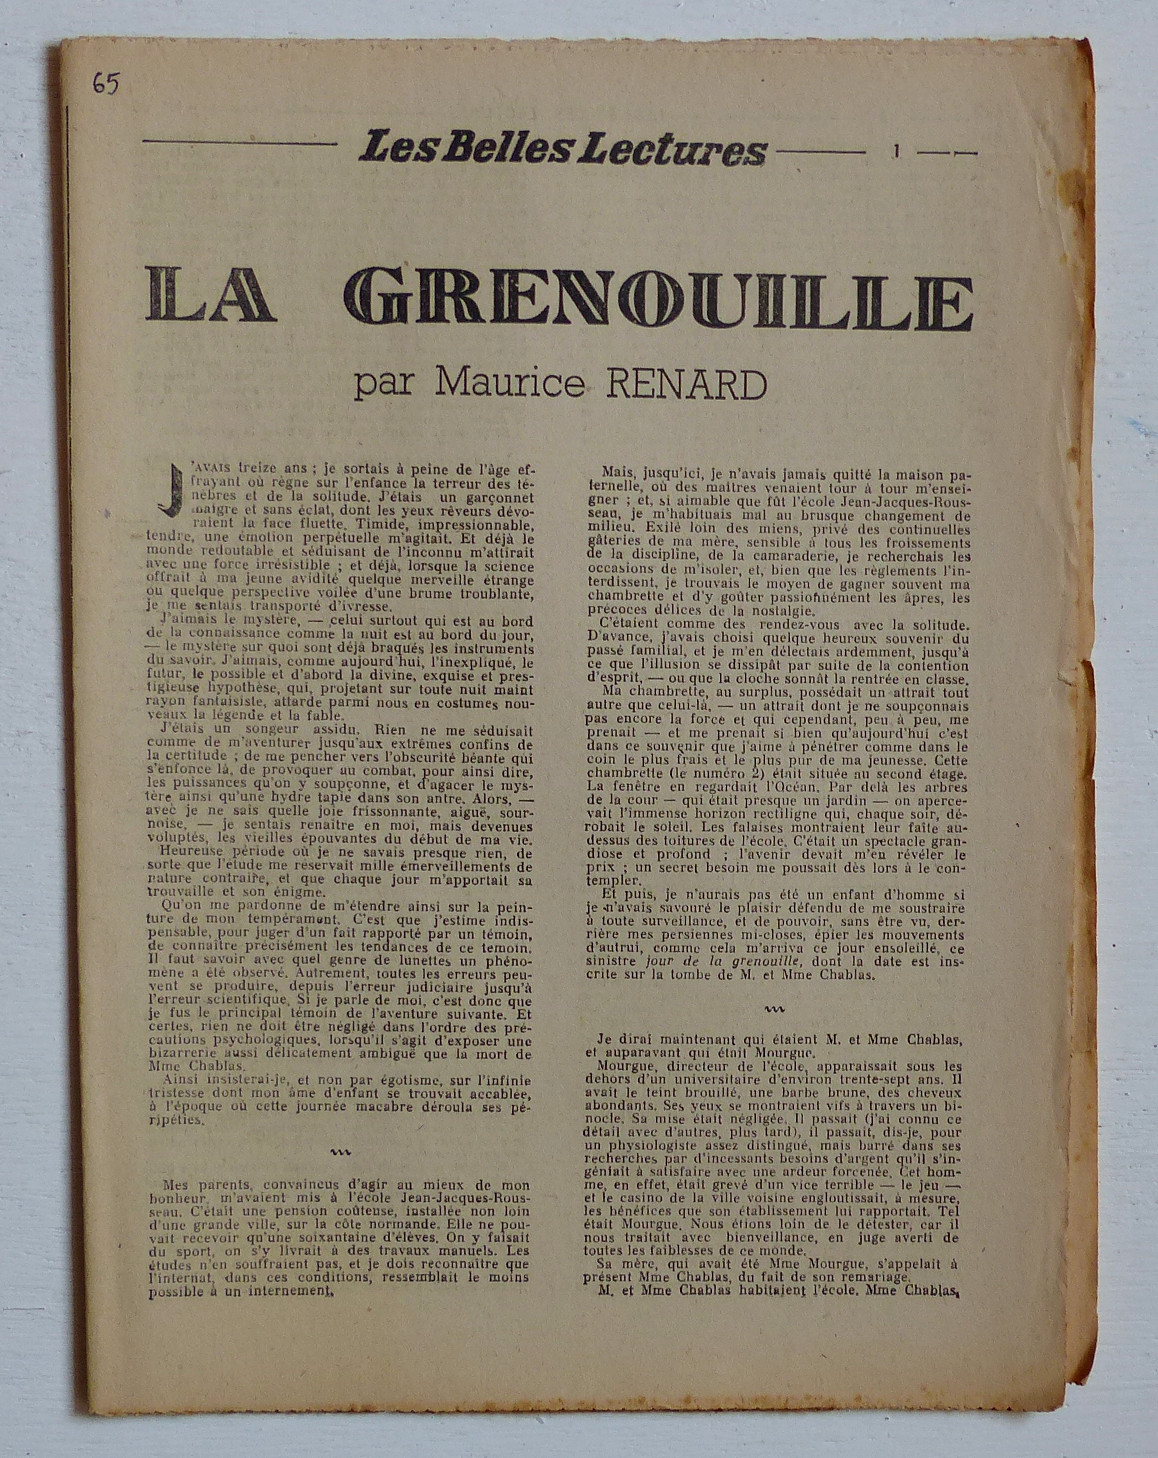 65
Les Belles Lectures
1
LA GRENOUILLE
par Maurice RENARD
J'AVAIS treize ans ; je sortais à peine de l'âge ef-
frayant où règne sur l'enfance la terreur des té-
nèbres et de la solitude. J'étais un garçonnet
maigre et sans éclat, dont les yeux rêveurs dévo-
raient la face fluette. Timide, impressionnable,
tendre, une émotion perpétuelle m'agitait. Et déjà le
monde redoutable et séduisant de l'inconnu m'attirait
avec une force irrésistible ; et déjà, lorsque la science
offrait à ma jeune avidité quelque merveille étrange
ou quelque perspective voilée d'une brume troublante,
je me sentais transporté d'ivresse.
J'aimais le mystère, — celui surtout qui est au bord
de la connaissance comme la nuit est au bord du jour,
— le mystère sur quoi sont déjà braqués les instruments
du savoir. J'aimais, comme aujourd'hui, l'inexpliqué, le
futur, le possible et d'abord la divine, exquise et pres-
tigieuse hypothèse, qui, projetant sur toute nuit maint
rayon fantaisiste, attarde parmi nous en costumes nou-
veaux la légende et la fable.
J'étais un songeur assidu. Rien ne me séduisait
comme de m'aventurer jusqu'aux extrêmes confins de
la certitude ; de me pencher vers l'obscurité béante qui
s'enfonce là, de provoquer au combat, pour ainsi dire,
les puissances qu'on y soupçonne, et d'agacer le mys-
tère ainsi qu'une hydre tapie dans son antre. Alors, —
avec je ne sais quelle joie frissonnante, aiguë, sour-
noise, — je sentais renaître en moi, mais devenues
voluptés, les vieilles épouvantes du début de ma vie.
Heureuse période où je ne savais presque rien, de
sorte que l'étude me réservait mille émerveillements de
nature contraire, et que chaque jour m'apportait sa
trouvaille et son énigme.
Qu'on me pardonne de m'étendre ainsi sur la pein-
ture de mon tempérament. C'est que j'estime indis-
pensable, pour juger d'un fait rapporté par un témoin,
de connaître précisément les tendances de ce témoin.
Il faut savoir avec quel genre de lunettes un phéno-
mène a été observé. Autrement, toutes les erreurs peu-
vent se produire, depuis l'erreur judiciaire jusqu'à
l'erreur scientifique. Si je parle de moi, c'est donc que
je fus le principal témoin de l'aventure suivante. Et
certes, rien ne doit être négligé dans l'ordre des pré-
cautions psychologiques, lorsqu'il s'agit d'exposer une
bizarrerie aussi délicatement ambiguë que la mort de
Mme Chablas.
Ainsi insisterai-je, et non par égotisme, sur l'infinie
tristesse dont mon âme d'enfant se trouvait accablée,
à l'époque où cette journée macabre déroula ses pé-
ripéties.
Mes parents, convaincus d'agir au mieux de mon
bonheur, m'avaient mis à l'école Jean-Jacques-Rous-
seau. C'était une pension coûteuse, installée non loin
d'une grande ville, sur la côte normande. Elle ne pou-
vait recevoir qu'une soixantaine d'élèves. On y faisait
du sport, on s'y livrait à des travaux manuels. Les
études n'en souffraient pas, et je dois reconnaître que
l'internat, dans ces conditions, ressemblait le moins
possible à un internement.
Mais, jusqu'ici, je n'avais jamais quitté la maison pa-
ternelle, où des maîtres venaient tour à tour m'ensei-
gner ; et, si aimable que fût l'école Jean-Jacques-Rous-
seau, je m'habituais mal au brusque changement de
milieu. Exilé loin des miens, privé des continuelles
gâteries de ma mère, sensible à tous les froissements
de la discipline, de la camaraderie, je recherchais les
occasions de m'isoler, et, bien que les règlements l'in-
terdissent, je trouvais le moyen de gagner souvent ma
chambrette et d'y goûter passionnément les âpres, les
précoces délices de la nostalgie.
C'étaient comme des rendez-vous avec la solitude.
D'avance, j'avais choisi quelque heureux souvenir du
passé familial, et je m'en délectais ardemment, jusqu'à
ce que l'illusion se dissipât par suite de la contention
d'esprit, — ou que la cloche sonnât la rentrée en classe.
Ma chambrette, au surplus, possédait un attrait tout
autre que celui-là, — un attrait dont je ne soupçonnais
pas encore la force et qui cependant, peu à peu, me
prenait — et me prenait si bien qu'aujourd'hui c'est
dans ce souvenir que j'aime à pénétrer comme dans le
coin le plus frais et le plus pur de ma jeunesse. Cette
chambrette (le numéro 2) était située au second étage.
La fenêtre en regardait l'Océan. Par delà les arbres
de la cour — qui était presque un jardin — on aperce-
vait l'immense horizon rectiligne qui, chaque soir, dé-
robait le soleil. Les falaises montraient leur faîte au-
dessus des toitures de l'école. C'était un spectacle gran-
diose et profond ; l'avenir devait m'en révéler le
prix ; un secret besoin me poussait dès lors à le con-
templer.
Et puis, je n'aurais pas été un enfant d'homme si
je n'avais savouré le plaisir défendu de me soustraire
à toute surveillance, et de pouvoir, sans être vu, der-
rière mes persiennes mi-closes, épier les mouvements
d'autrui, comme cela m'arriva ce jour ensoleillé, ce
sinistre jour de la grenouille, dont la date est ins-
crite sur la tombe de M. et Mme Chablas.
Je dirai maintenant qui étaient M. et Mme Chablas,
et auparavant qui était Mourgue.
Mourgue, directeur de l'école, apparaissait sous les
dehors d'un universitaire d'environ trente-sept ans. Il
avait le teint brouillé, une barbe brune, des cheveux
abondants. Ses yeux se montraient vifs à travers un bi-
nocle. Sa mise était négligée. Il passait (j'ai connu ce
détail avec d'autres, plus tard), il passait, dis-je, pour
un physiologiste assez distingué, mais barré dans ses
recherches par d'incessants besoins d'argent qu'il s'in-
géniait à satisfaire avec une ardeur forcenée. Cet hom-
me, en effet, était grevé d'un vice terrible — le jeu —
et le casino de la ville voisine engloutissait, à mesure,
les bénéfices que son établissement lui rapportait. Tel
était Mourgue. Nous étions loin de le détester, car il
nous traitait avec bienveillance, en juge averti de
toutes les faiblesses de ce monde.
Sa mère, qui avait été Mme Mourgue, s'appelait à
présent Mme Chablas, du fait de son remariage.
M. et Mme Chablas habitaient l'école. Mme Chablas,